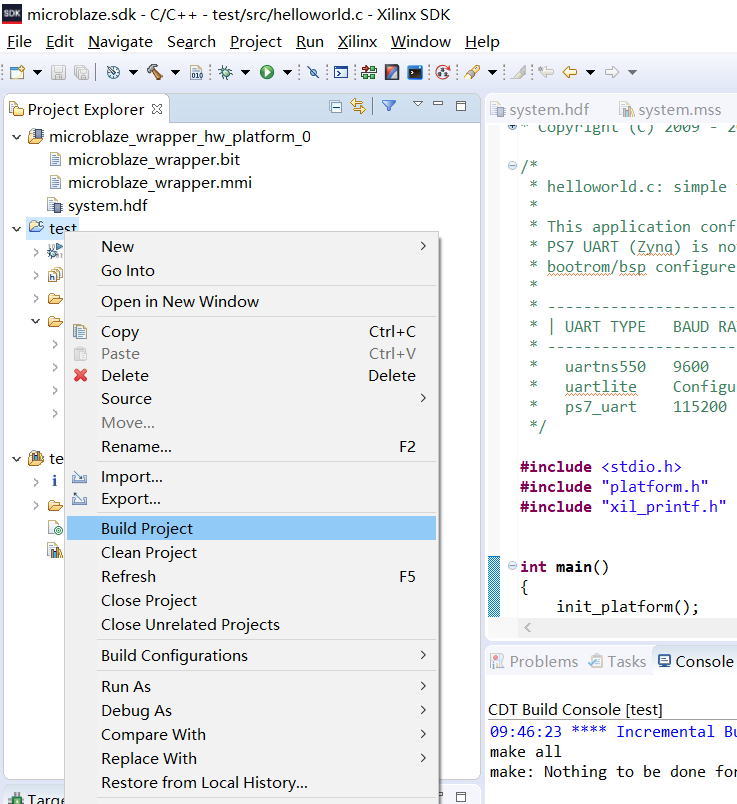 microblaze.sdk - C/C++ - test/src/helloworld.c - Xilinx SDK
File Edit Navigate Search Project Run Xilinx Window Help
Project Explorer
microblaze_wrapper_hw_platform_0
microblaze_wrapper.bit
microblaze_wrapper.mmi
system.hdf
test
te
New
Go Into
Open in New Window
Copy Ctrl+C
Paste Ctrl+V
Delete Delete
Source
Move...
Rename... F2
Import...
Export...
Build Project
Clean Project
Refresh F5
Close Project
Close Unrelated Projects
Build Configurations
Run As
Debug As
Compare With
Replace With
Restore from Local History...
Targe
system.hdf system.mss
* Copyright (C) 2009 - 2
/*
* helloworld.c: simple
*
* This application conf
* PS7 UART (Zynq) is no
* bootrom/bsp configure
*
* ----------------------
* | UART TYPE BAUD RA
* ----------------------
* uartns550 9600
* uartlite Configu
* ps7_uart 115200
*/
#include <stdio.h>
#include "platform.h"
#include "xil_printf.h"
int main()
{
init_platform();
Problems Tasks Console
CDT Build Console [test]
09:46:23 **** Incremental Bu
make all
make: Nothing to be done for